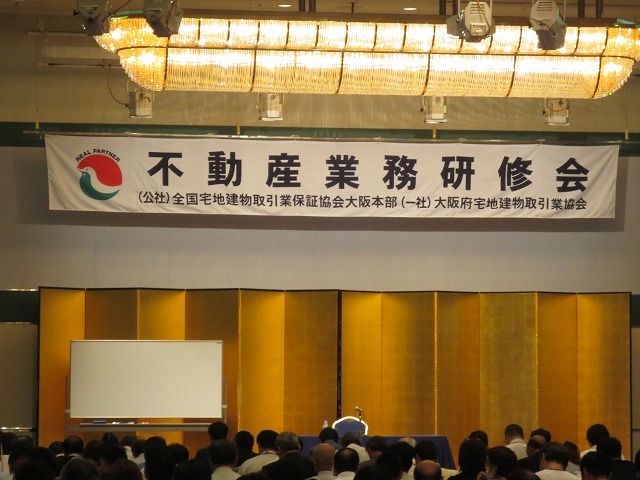 REAL PARTNER
不動産業務研修会
(公社)全国宅地建物取引業保証協会大阪本部(一社)大阪府宅地建物取引業協会